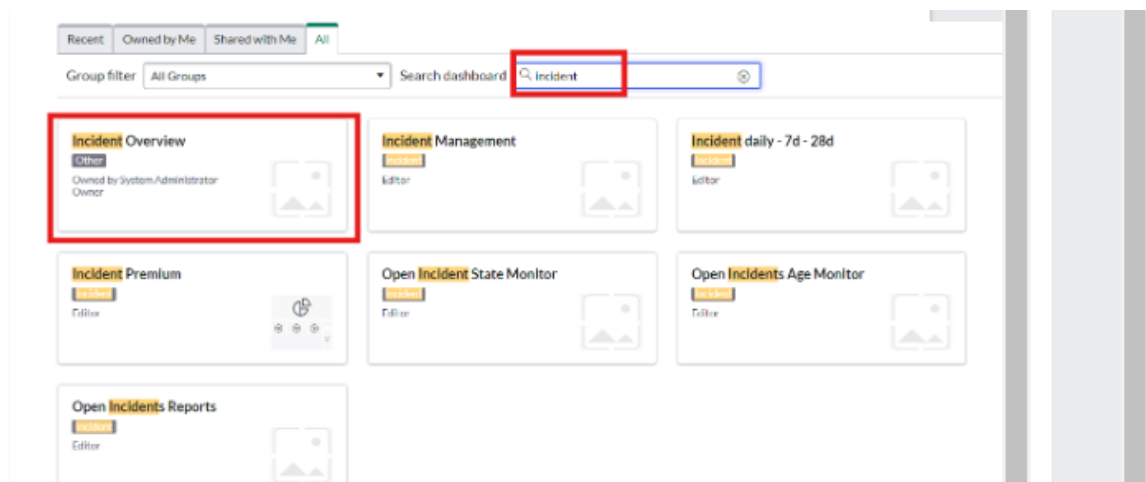 Recent Owned by Me Shared with Me All
Group filter All Groups Search dashboard incident
Incident Overview
Other
Owned by System Administrator
Owner
Incident Management
Incident
Editor
Incident daily - 7d - 28d
Incident
Editor
Incident Premium
Incident
Editor
Open Incident State Monitor
Incident
Editor
Open Incidents Age Monitor
Incident
Editor
Open Incidents Reports
Incident
Editor